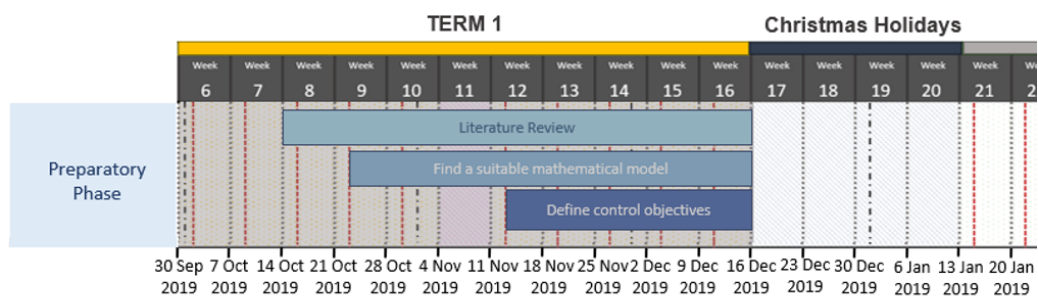 TERM 1
Christmas Holidays
Week Week Week Week Week Week Week Week Week Week Week Week Week Week Week Week
6 7 8 9 10 11 12 13 14 15 16 17 18 19 20 21 2
Literature Review
Find a suitable mathematical model
Preparatory
Phase
Define control objectives
30 Sep 7 Oct 14 Oct 21 Oct 28 Oct 4 Nov 11 Nov 18 Nov 25 Nov 2 Dec 9 Dec 16 Dec 23 Dec 30 Dec 6 Jan 13 Jan 20 Jan
2019 2019 2019 2019 2019 2019 2019 2019 2019 2019 2019 2019 2019 2019 2019 2019 2019